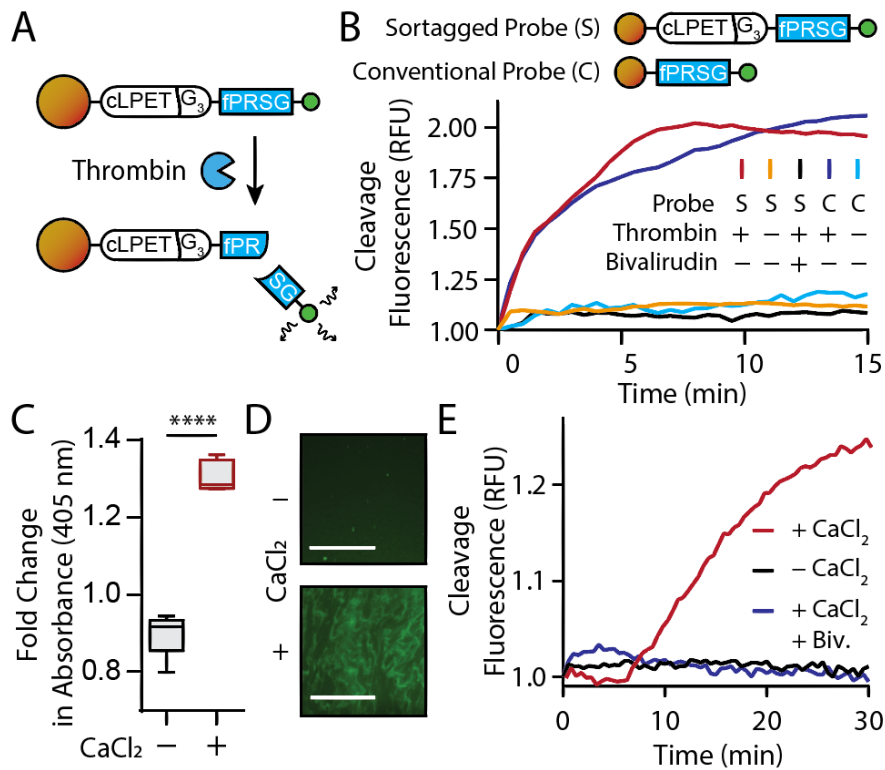 A
cLPET G₃ fPRSG
Thrombin
cLPET G₃ fPR
SG
B
Sortagged Probe (S)
cLPET G₃ fPRSG
Conventional Probe (C)
fPRSG
Cleavage
Fluorescence (RFU)
2.00
1.75
1.50
1.25
1.00
Probe S S S C C
Thrombin + − + + −
Bivalirudin − − + − −
0 5 10 15
Time (min)
C
Fold Change
in Absorbance (405 nm)
****
1.4
1.2
1.0
0.8
CaCl₂ − +
D
CaCl₂
−
+
E
Cleavage
Fluorescence (RFU)
1.2
1.1
1.0
+ CaCl₂
− CaCl₂
+ CaCl₂
+ Biv.
0 10 20 30
Time (min)